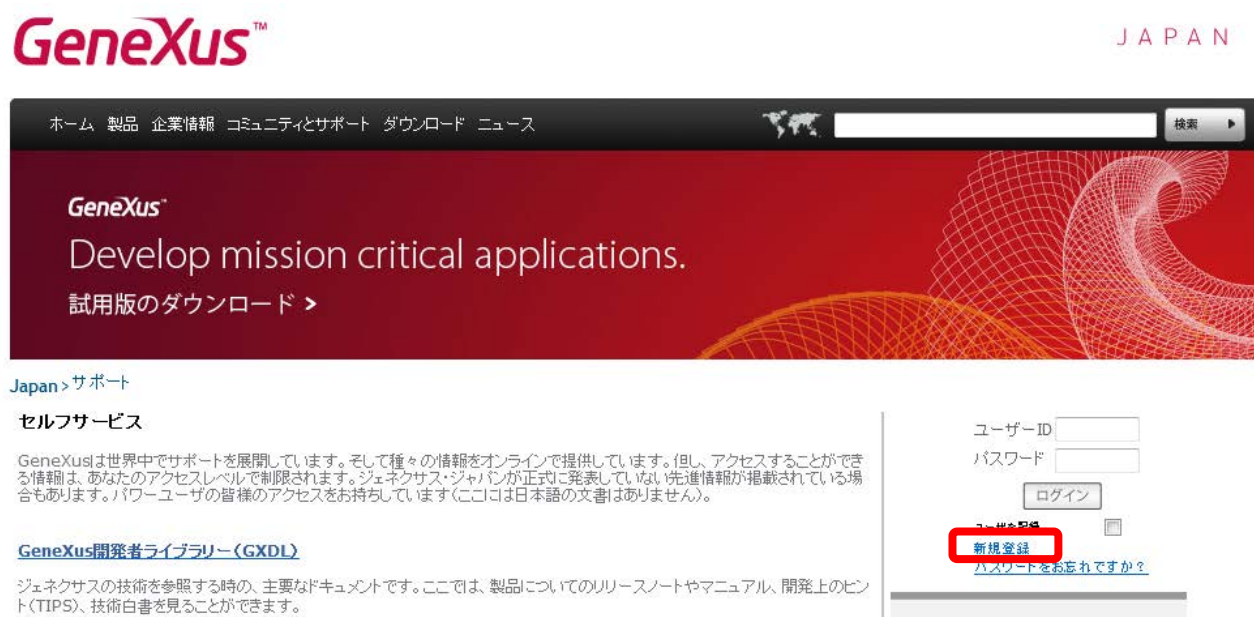 GeneXus™
JAPAN
ホーム 製品 企業情報 コミュニティとサポート ダウンロード ニュース
検索
GeneXus™
Develop mission critical applications.
試用版のダウンロード >
Japan>サポート
セルフサービス
GeneXusは世界中でサポートを展開しています。そして種々の情報をオンラインで提供しています。但し、アクセスすることができ
る情報は、あなたのアクセスレベルで制限されます。ジェネクサス・ジャパンが正式に発表していない先進情報が掲載されている場
合もあります。パワーユーザの皆様のアクセスをお待ちしています(ここには日本語の文書はありません)。
GeneXus開発者ライブラリー(GXDL)
ジェネクサスの技術を参照する時の、主要なドキュメントです。ここでは、製品についてのリリースノートやマニュアル、開発上のヒン
ト(TIPS)、技術白書を見ることができます。
ユーザーID
パスワード
ログイン
ユーザを記録
新規登録
パスワードをお忘れですか?